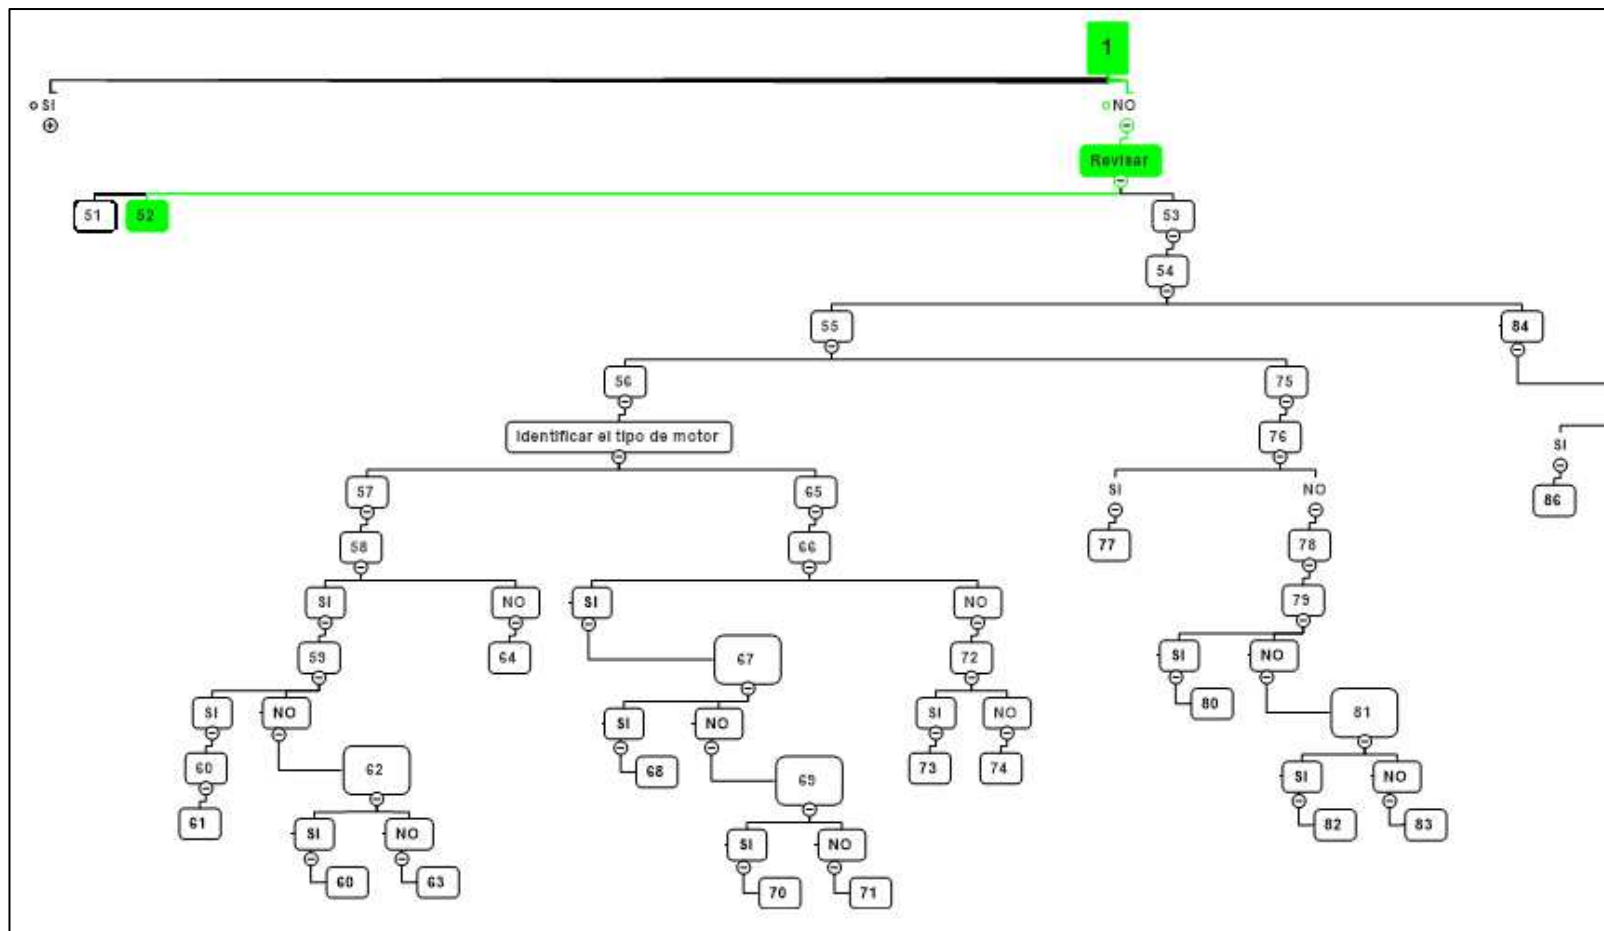 1
SI
NO
Revisar
51
52
53
54
55
84
56
75
Identificar el tipo de motor
76
SI
57
65
SI
NO
86
58
66
77
78
SI
NO
SI
NO
79
59
64
67
72
SI
NO
SI
NO
SI
NO
SI
NO
80
81
60
62
68
69
73
74
SI
NO
61
SI
NO
82
83
SI
NO
60
63
70
71